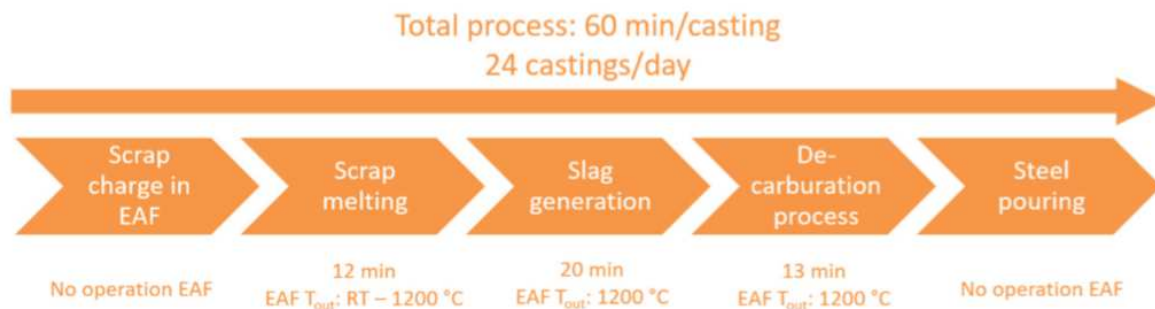 Total process: 60 min/casting
24 castings/day
Scrap
charge in
EAF
Scrap
melting
Slag
generation
De-
carburation
process
Steel
pouring
No operation EAF
12 min
EAF Tout: RT – 1200 °C
20 min
EAF Tout: 1200 °C
13 min
EAF Tout: 1200 °C
No operation EAF